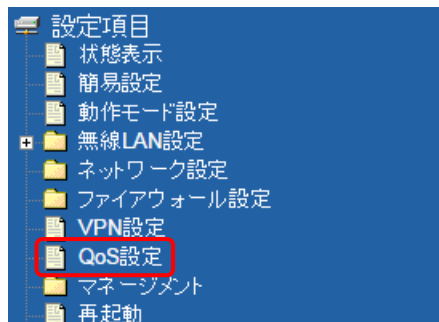 設定項目
状態表示
簡易設定
動作モード設定
無線LAN設定
ネットワーク設定
ファイアウォール設定
VPN設定
QoS設定
マネージメント
再起動